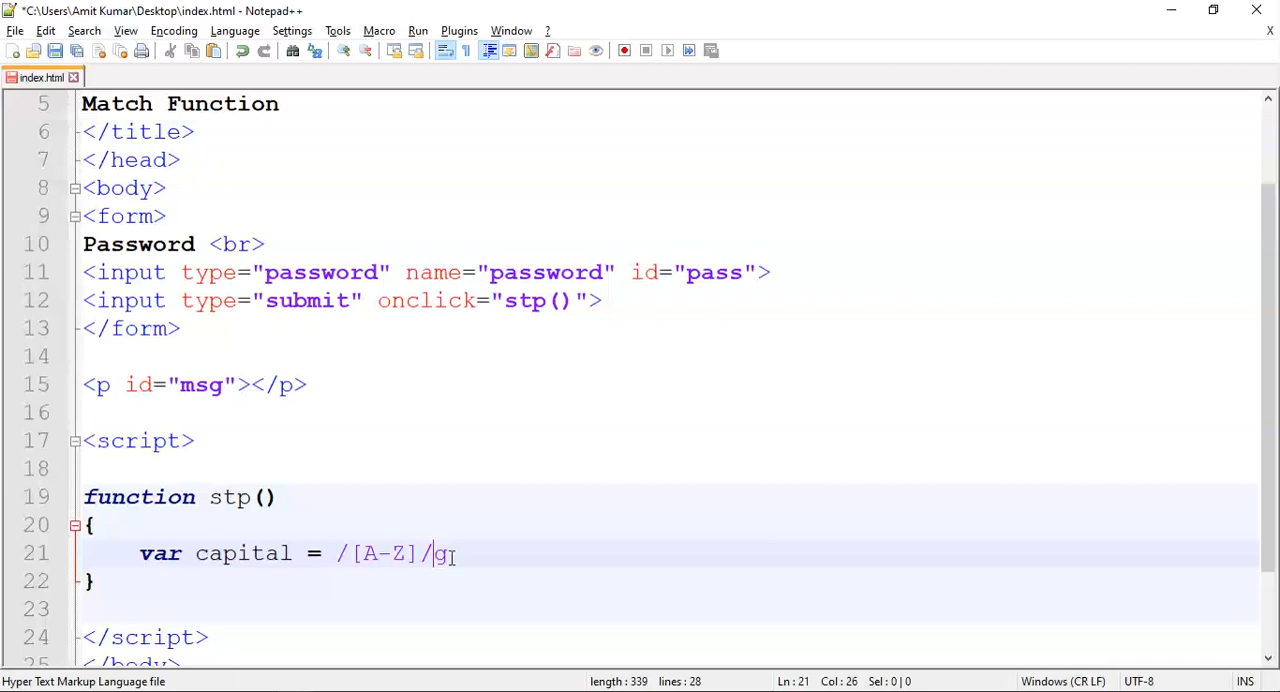 *C:\Users\Amit Kumar\Desktop\index.html - Notepad++
File Edit Search View Encoding Language Settings Tools Macro Run Plugins Window ? X
index.html
5 Match Function
6 </title>
7 </head>
8 <body>
9 <form>
10 Password <br>
11 <input type="password" name="password" id="pass">
12 <input type="submit" onclick="stp()">
13 </form>
14
15 <p id="msg"></p>
16
17 <script>
18
19 function stp()
20 {
21 var capital = /[A-Z]/g
22 }
23
24 </script>
25 </body>
Hyper Text Markup Language file length : 339 lines : 28 Ln : 21 Col : 26 Sel : 0 | 0 Windows (CR LF) UTF-8 INS